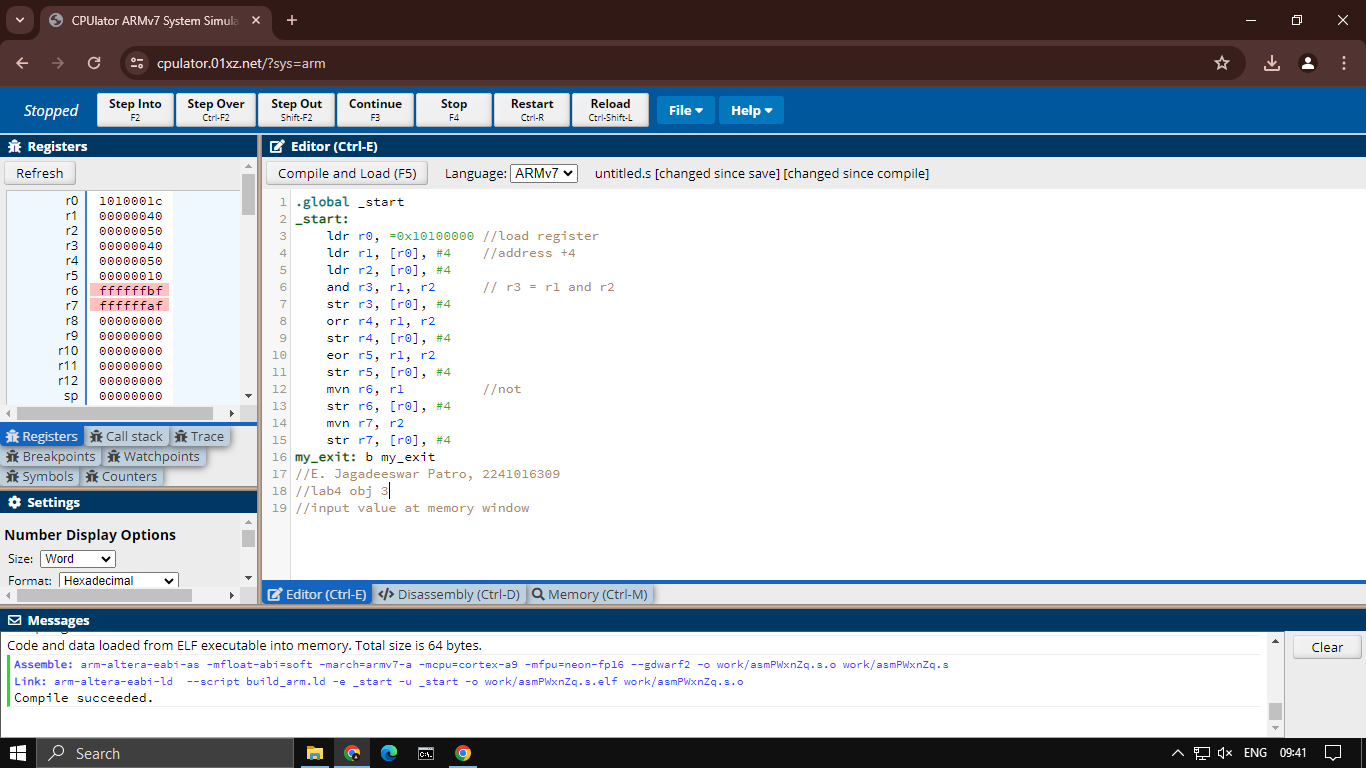 CPUlator ARMv7 System Simula
cpulator.01xz.net/?sys=arm
Stopped
Step Into
F2
Step Over
Ctrl-F2
Step Out
Shift-F2
Continue
F3
Stop
F4
Restart
Ctrl-R
Reload
Ctrl-Shift-L
File
Help
Registers
Refresh
r0 1010001c
r1 00000040
r2 00000050
r3 00000040
r4 00000050
r5 00000010
r6 ffffffbf
r7 ffffffaf
r8 00000000
r9 00000000
r10 00000000
r11 00000000
r12 00000000
sp 00000000
Registers Call stack Trace
Breakpoints Watchpoints
Symbols Counters
Settings
Number Display Options
Size: Word
Format: Hexadecimal
Editor (Ctrl-E)
Compile and Load (F5) Language: ARMv7 untitled.s [changed since save] [changed since compile]
1 .global _start
2 _start:
3 ldr r0, =0x10100000 //load register
4 ldr r1, [r0], #4 //address +4
5 ldr r2, [r0], #4
6 and r3, r1, r2 // r3 = r1 and r2
7 str r3, [r0], #4
8 orr r4, r1, r2
9 str r4, [r0], #4
10 eor r5, r1, r2
11 str r5, [r0], #4
12 mvn r6, r1 //not
13 str r6, [r0], #4
14 mvn r7, r2
15 str r7, [r0], #4
16 my_exit: b my_exit
17 //E. Jagadeeswar Patro, 2241016309
18 //lab4 obj 3
19 //input value at memory window
Editor (Ctrl-E) Disassembly (Ctrl-D) Memory (Ctrl-M)
Messages
Code and data loaded from ELF executable into memory. Total size is 64 bytes.
Assemble: arm-altera-eabi-as -mfloat-abi=soft -march=armv7-a -mcpu=cortex-a9 -mfpu=neon-fp16 --gdwarf2 -o work/asmPWxnZq.s.o work/asmPWxnZq.s
Link: arm-altera-eabi-ld --script build_arm.ld -e _start -u _start -o work/asmPWxnZq.s.elf work/asmPWxnZq.s.o
Compile succeeded.
Clear
Search
ENG 09:41